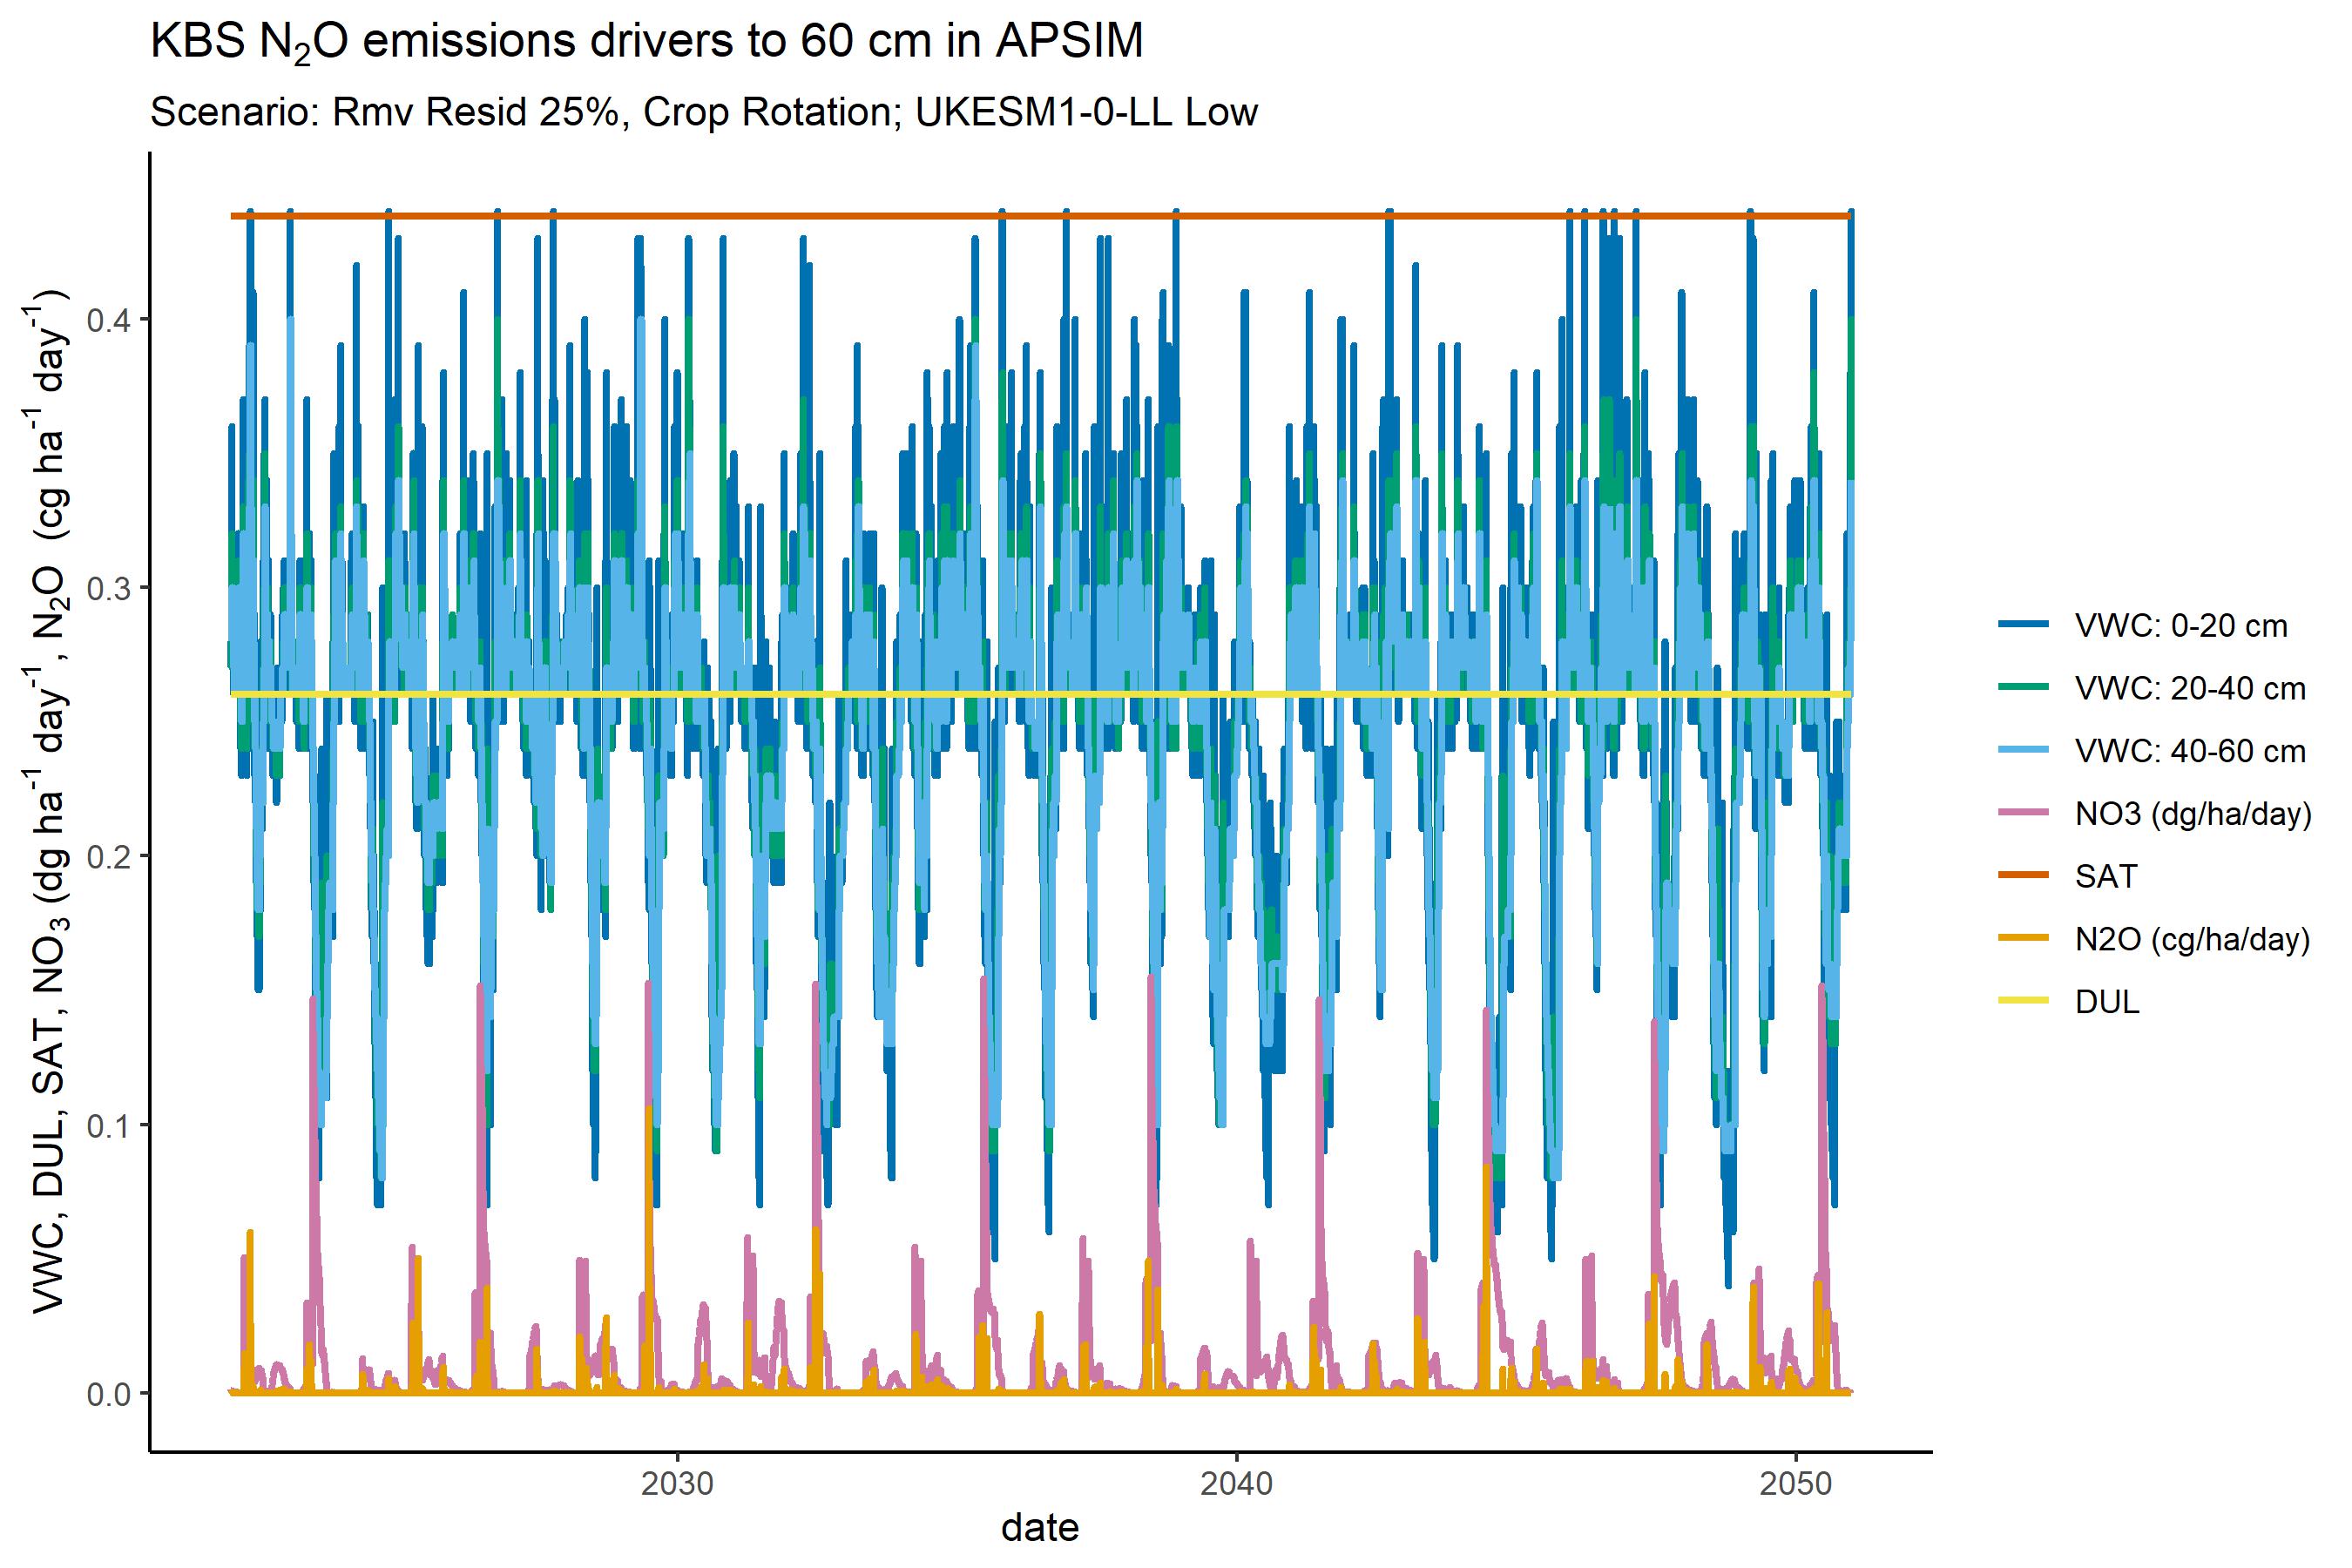 KBS N₂O emissions drivers to 60 cm in APSIM
Scenario: Rmv Resid 25%, Crop Rotation; UKESM1-0-LL Low
VWC, DUL, SAT, NO₃ (dg ha⁻¹ day⁻¹, N₂O (cg ha⁻¹ day⁻¹)
0.4
0.3
0.2
0.1
0.0
2030
2040
2050
date
VWC: 0-20 cm
VWC: 20-40 cm
VWC: 40-60 cm
NO3 (dg/ha/day)
SAT
N2O (cg/ha/day)
DUL